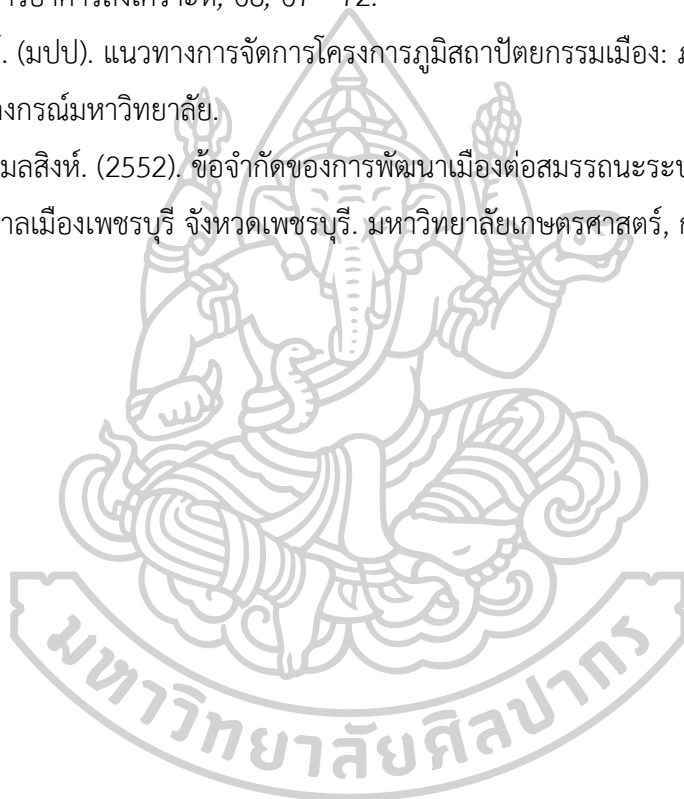 67 - 72.
(มปป). แนวทางการจัดการโครงการภูมิสถาปัตยกรรมเมือง:
งกรณ์มหาวิทยาลัย.
มลสิงห์. (2552). ข้อจำกัดของการพัฒนาเมืองต่อสมรรถนะระบ
าลเมืองเพชรบุรี จังหวดเพชรบุรี. มหาวิทยาลัยเกษตรศาสตร์, ก
มหาวิทยาลัยศิลปากร